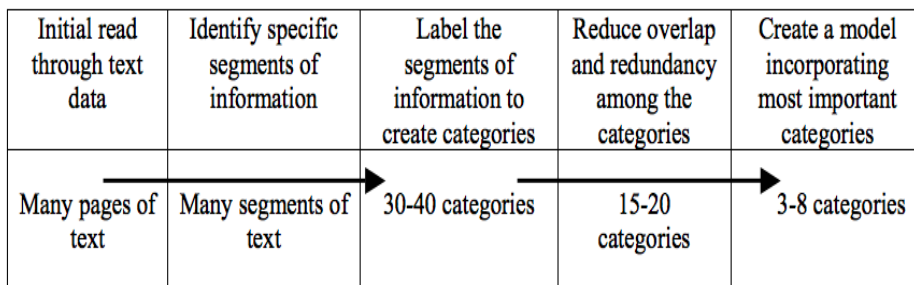 Initial read
through text
data
Identify specific
segments of
information
Label the
segments of
information to
create categories
Reduce overlap
and redundancy
among the
categories
Create a model
incorporating
most important
categories
Many pages of
text
Many segments of
text
30-40 categories
15-20
categories
3-8 categories